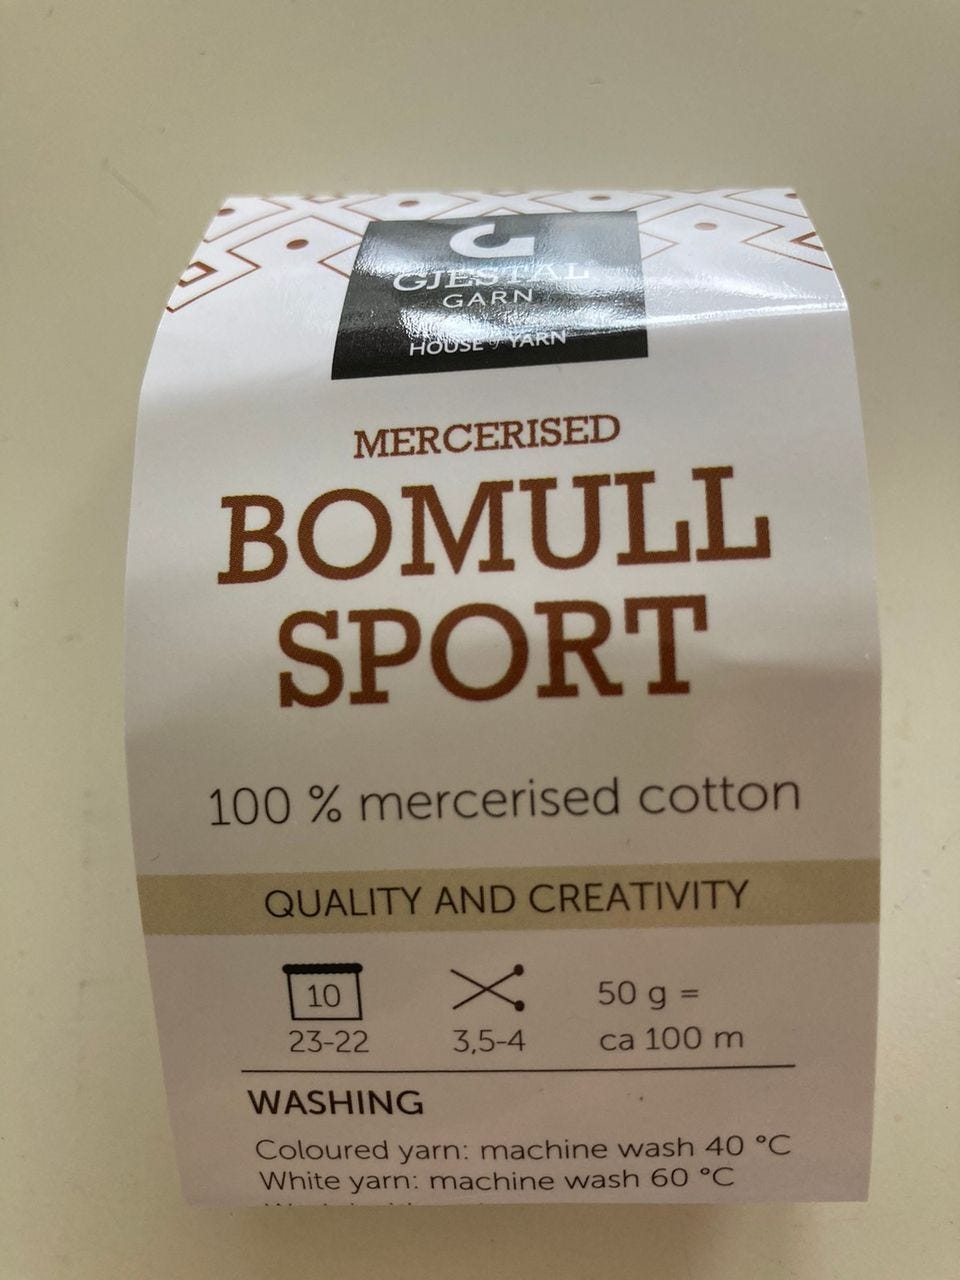 GJESTAL
GARN
HOUSE of YARN
MERCERISED
BOMULL
SPORT
100 % mercerised cotton
QUALITY AND CREATIVITY
10
23-22
3,5-4
50 g =
ca 100 m
WASHING
Coloured yarn: machine wash 40 °C
White yarn: machine wash 60 °C